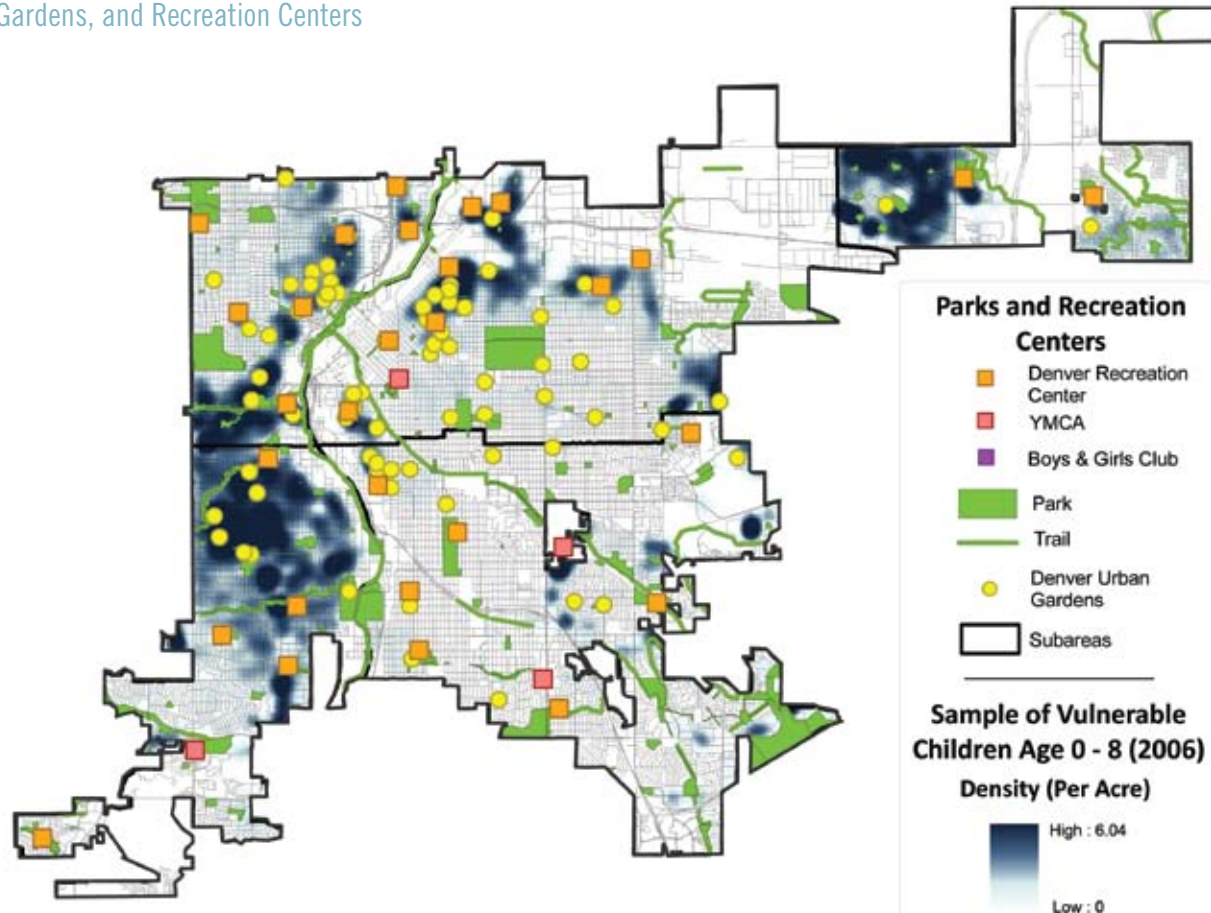 Gardens, and Recreation Centers
Parks and Recreation
Centers
Denver Recreation
Center
YMCA
Boys & Girls Club
Park
Trail
Denver Urban
Gardens
Subareas
Sample of Vulnerable
Children Age 0 - 8 (2006)
Density (Per Acre)
High : 6.04
Low : 0